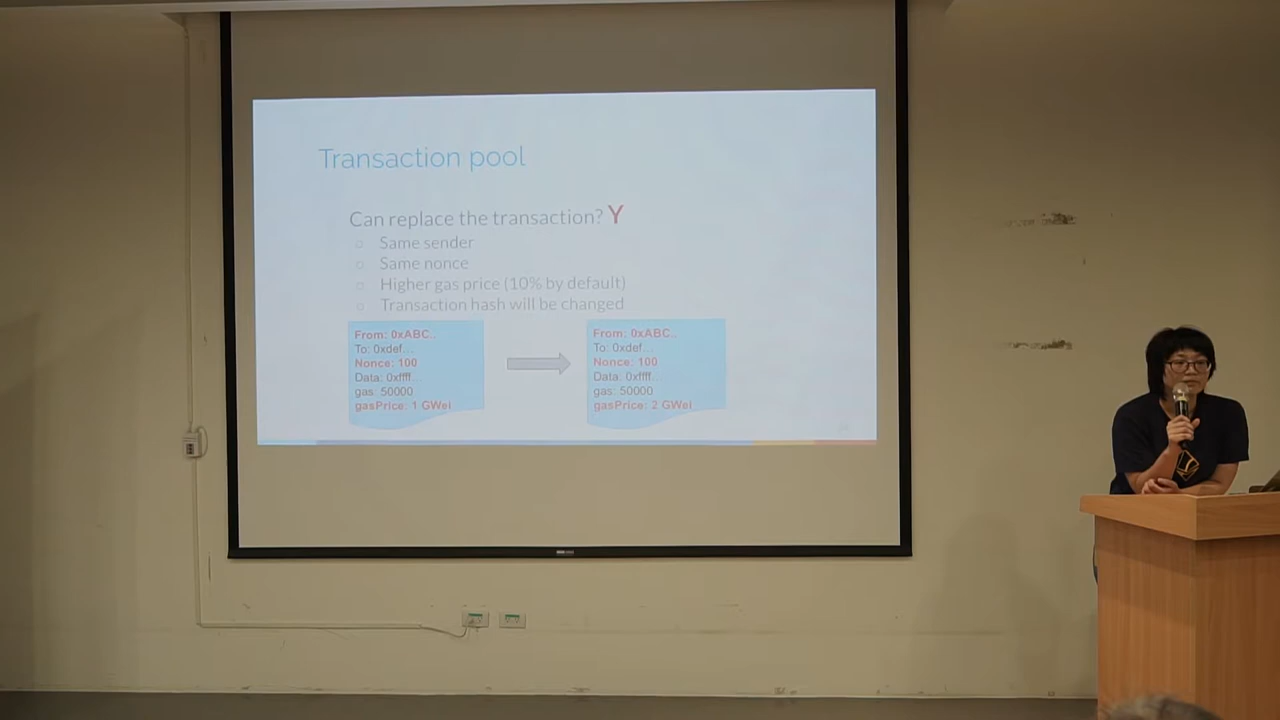 Transaction pool
Can replace the transaction? Y
Same sender
Same nonce
Higher gas price (10% by default)
Transaction hash will be changed
From: 0xABC..
To: 0xdef...
Nonce: 100
Data: 0xffff...
gas: 50000
gasPrice: 1 GWei
From: 0xABC..
To: 0xdef...
Nonce: 100
Data: 0xffff...
gas: 50000
gasPrice: 2 GWei